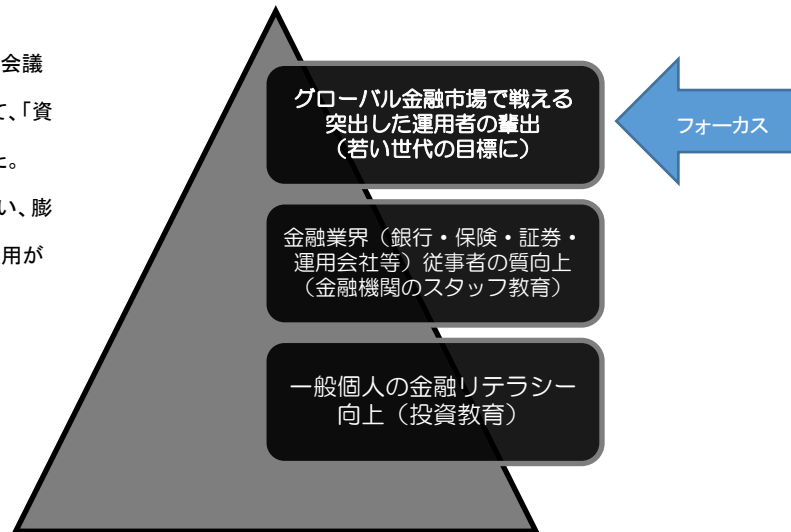 会議
て、「資
た。
い、膨
用が
グローバル金融市場で戦える
突出した運用者の輩出
（若い世代の目標に）
フォーカス
金融業界（銀行・保険・証券・
運用会社等）従事者の質向上
（金融機関のスタッフ教育）
一般個人の金融リテラシー
向上（投資教育）